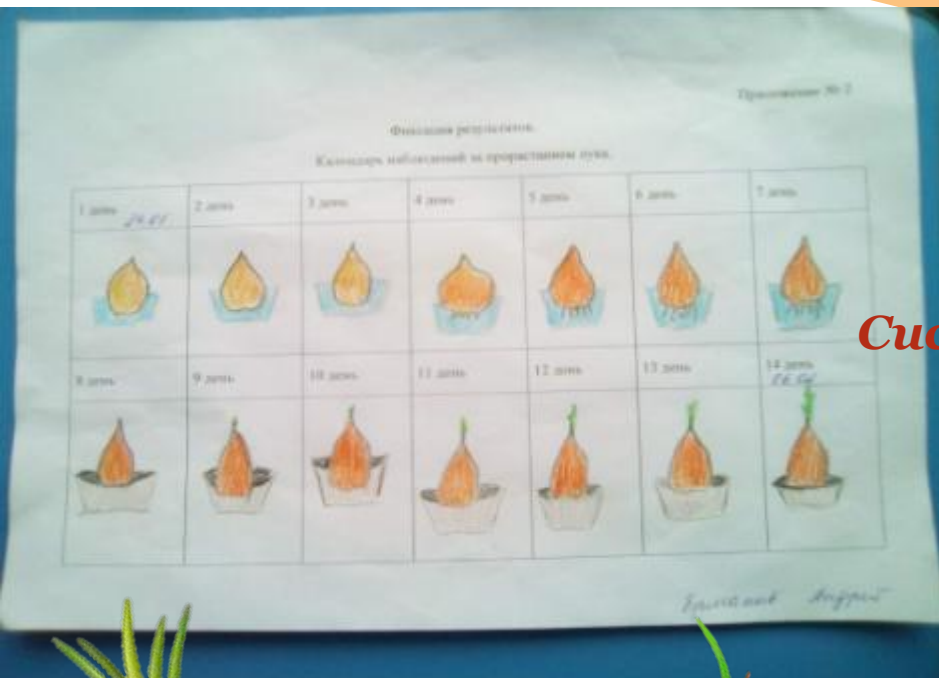 Приложение № 2
Фиксация результатов.
Календарь наблюдений за прорастанием лука.
1 день
2 день
3 день
4 день
5 день
6 день
7 день
Сис
8 день
9 день
10 день
11 день
12 день
13 день
14 день
Андрей